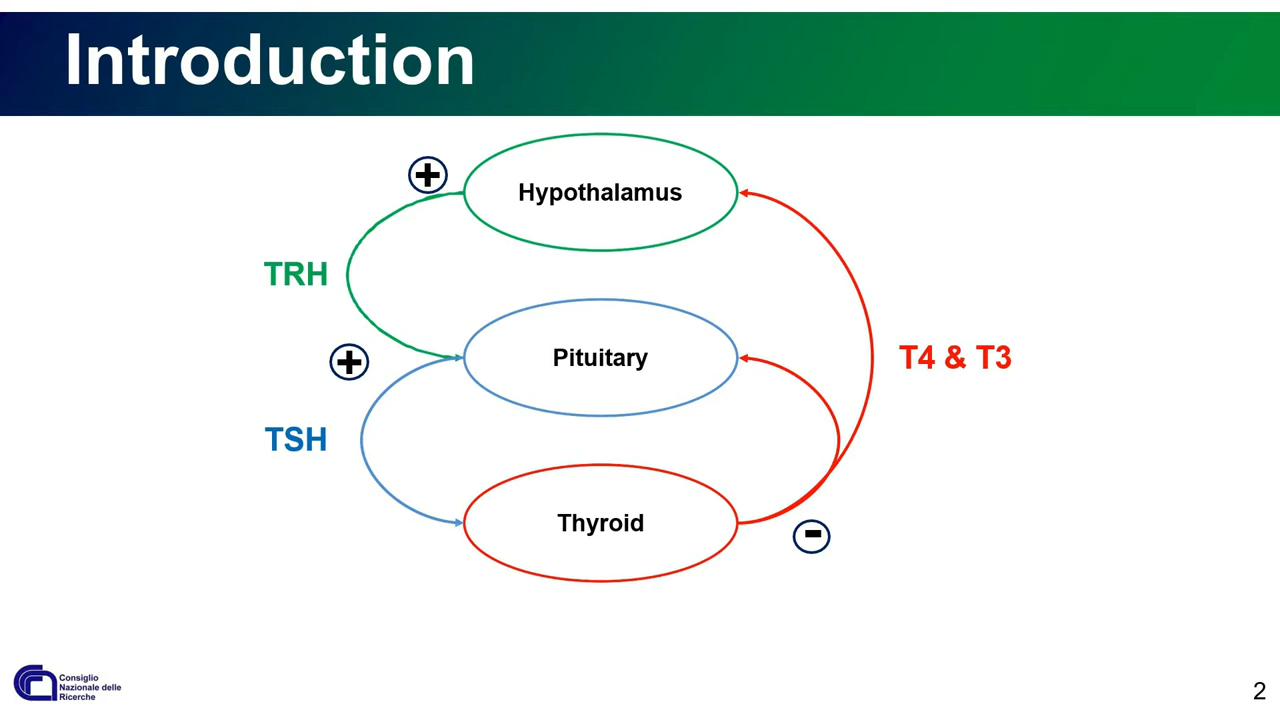 Introduction
+
Hypothalamus
TRH
+
Pituitary
T4 & T3
TSH
Thyroid
-
Consiglio
Nazionale delle
Ricerche
2